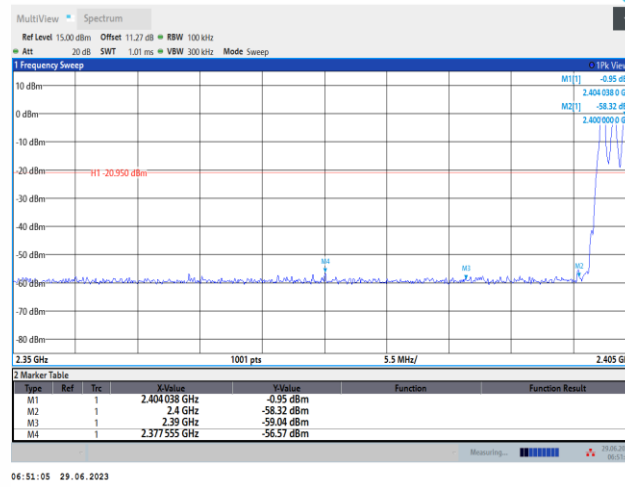 MultiView Spectrum
Ref Level 15.00 dBm Offset 11.27 dB RBW 100 kHz
Att 20 dB SWT 1.01 ms VBW 300 kHz Mode Sweep
1 Frequency Sweep 1Pk View
M1[1] -0.95 dB
10 dBm
2.404 038 0 G
M2[1] -58.32 dB
0 dBm
2.400 000 0 G
-10 dBm
-20 dBm
H1 -20.950 dBm
-30 dBm
-40 dBm
-50 dBm
M4
M3
M2
-60 dBm
-70 dBm
-80 dBm
2.35 GHz 1001 pts 5.5 MHz/ 2.405 G
2 Marker Table
Type Ref Trc X-Value Y-Value Function Function Result
M1 1 2.404 038 GHz -0.95 dBm
M2 1 2.4 GHz -58.32 dBm
M3 1 2.39 GHz -59.04 dBm
M4 1 2.377 555 GHz -56.57 dBm
Measuring...
29.06.20
06:51
06:51:05 29.06.2023